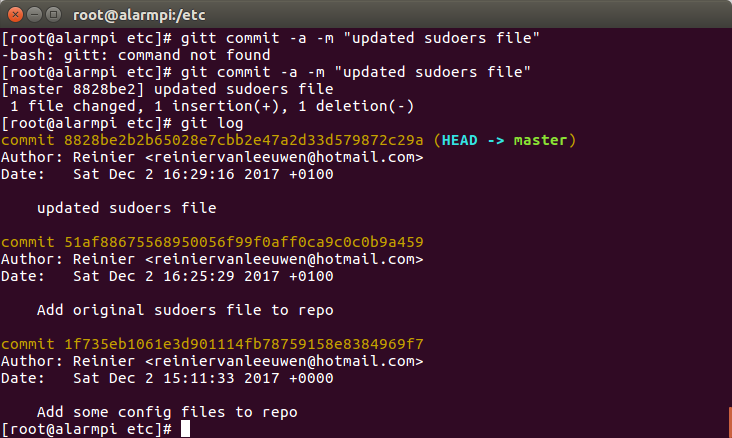 root@alarmpi:/etc
[root@alarmpi etc]# gitt commit -a -m "updated sudoers file"
-bash: gitt: command not found
[root@alarmpi etc]# git commit -a -m "updated sudoers file"
[master 8828be2] updated sudoers file
 1 file changed, 1 insertion(+), 1 deletion(-)
[root@alarmpi etc]# git log
commit 8828be2b2b65028e7cbb2e47a2d33d579872c29a (HEAD -> master)
Author: Reinier <reiniervanleeuwen@hotmail.com>
Date:   Sat Dec 2 16:29:16 2017 +0100

    updated sudoers file

commit 51af88675568950056f99f0aff0ca9c0c0b9a459
Author: Reinier <reiniervanleeuwen@hotmail.com>
Date:   Sat Dec 2 16:25:29 2017 +0100

    Add original sudoers file to repo

commit 1f735eb1061e3d901114fb78759158e8384969f7
Author: Reinier <reiniervanleeuwen@hotmail.com>
Date:   Sat Dec 2 15:11:33 2017 +0000

    Add some config files to repo
[root@alarmpi etc]#